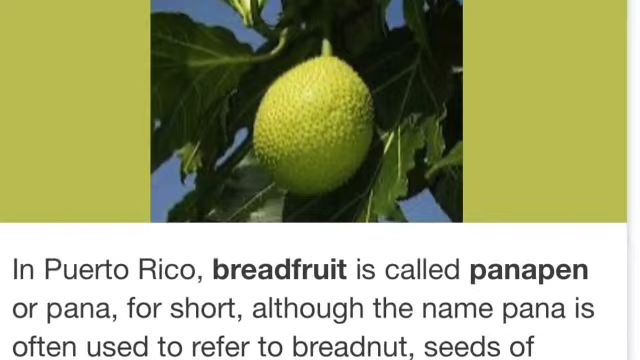 In Puerto Rico, breadfruit is called panapen
or pana, for short, although the name pana is
often used to refer to breadnut, seeds of